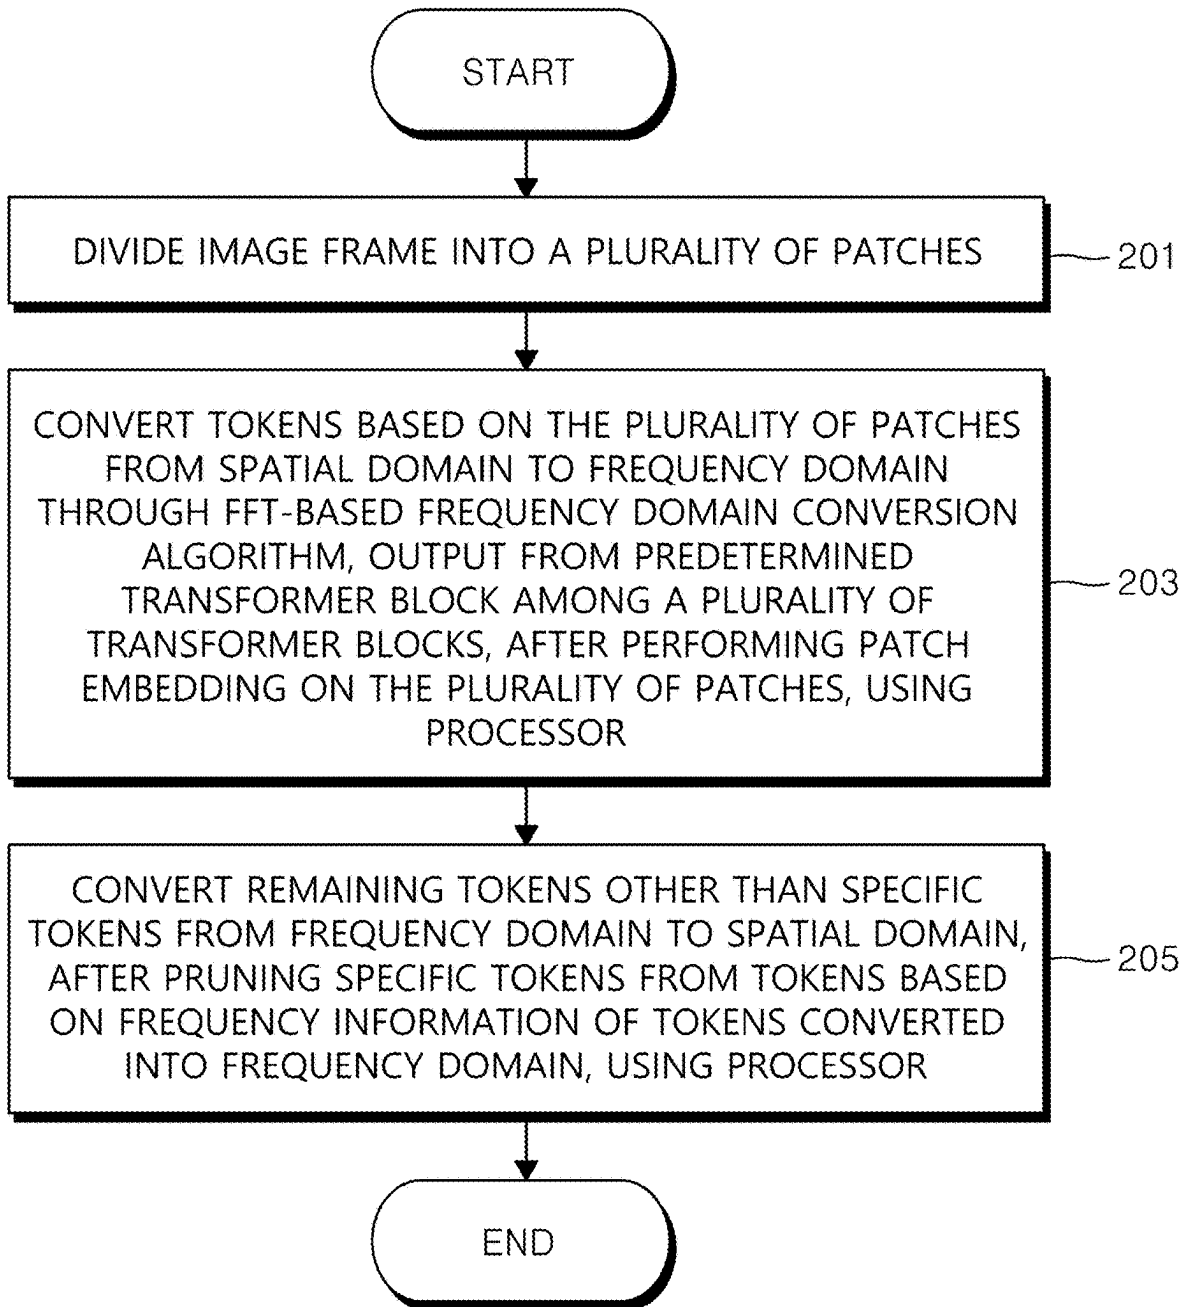 START
DIVIDE IMAGE FRAME INTO A PLURALITY OF PATCHES
201
CONVERT TOKENS BASED ON THE PLURALITY OF PATCHES
FROM SPATIAL DOMAIN TO FREQUENCY DOMAIN
THROUGH FFT-BASED FREQUENCY DOMAIN CONVERSION
ALGORITHM, OUTPUT FROM PREDETERMINED
TRANSFORMER BLOCK AMONG A PLURALITY OF
TRANSFORMER BLOCKS, AFTER PERFORMING PATCH
EMBEDDING ON THE PLURALITY OF PATCHES, USING
PROCESSOR
203
CONVERT REMAINING TOKENS OTHER THAN SPECIFIC
TOKENS FROM FREQUENCY DOMAIN TO SPATIAL DOMAIN,
AFTER PRUNING SPECIFIC TOKENS FROM TOKENS BASED
ON FREQUENCY INFORMATION OF TOKENS CONVERTED
INTO FREQUENCY DOMAIN, USING PROCESSOR
205
END